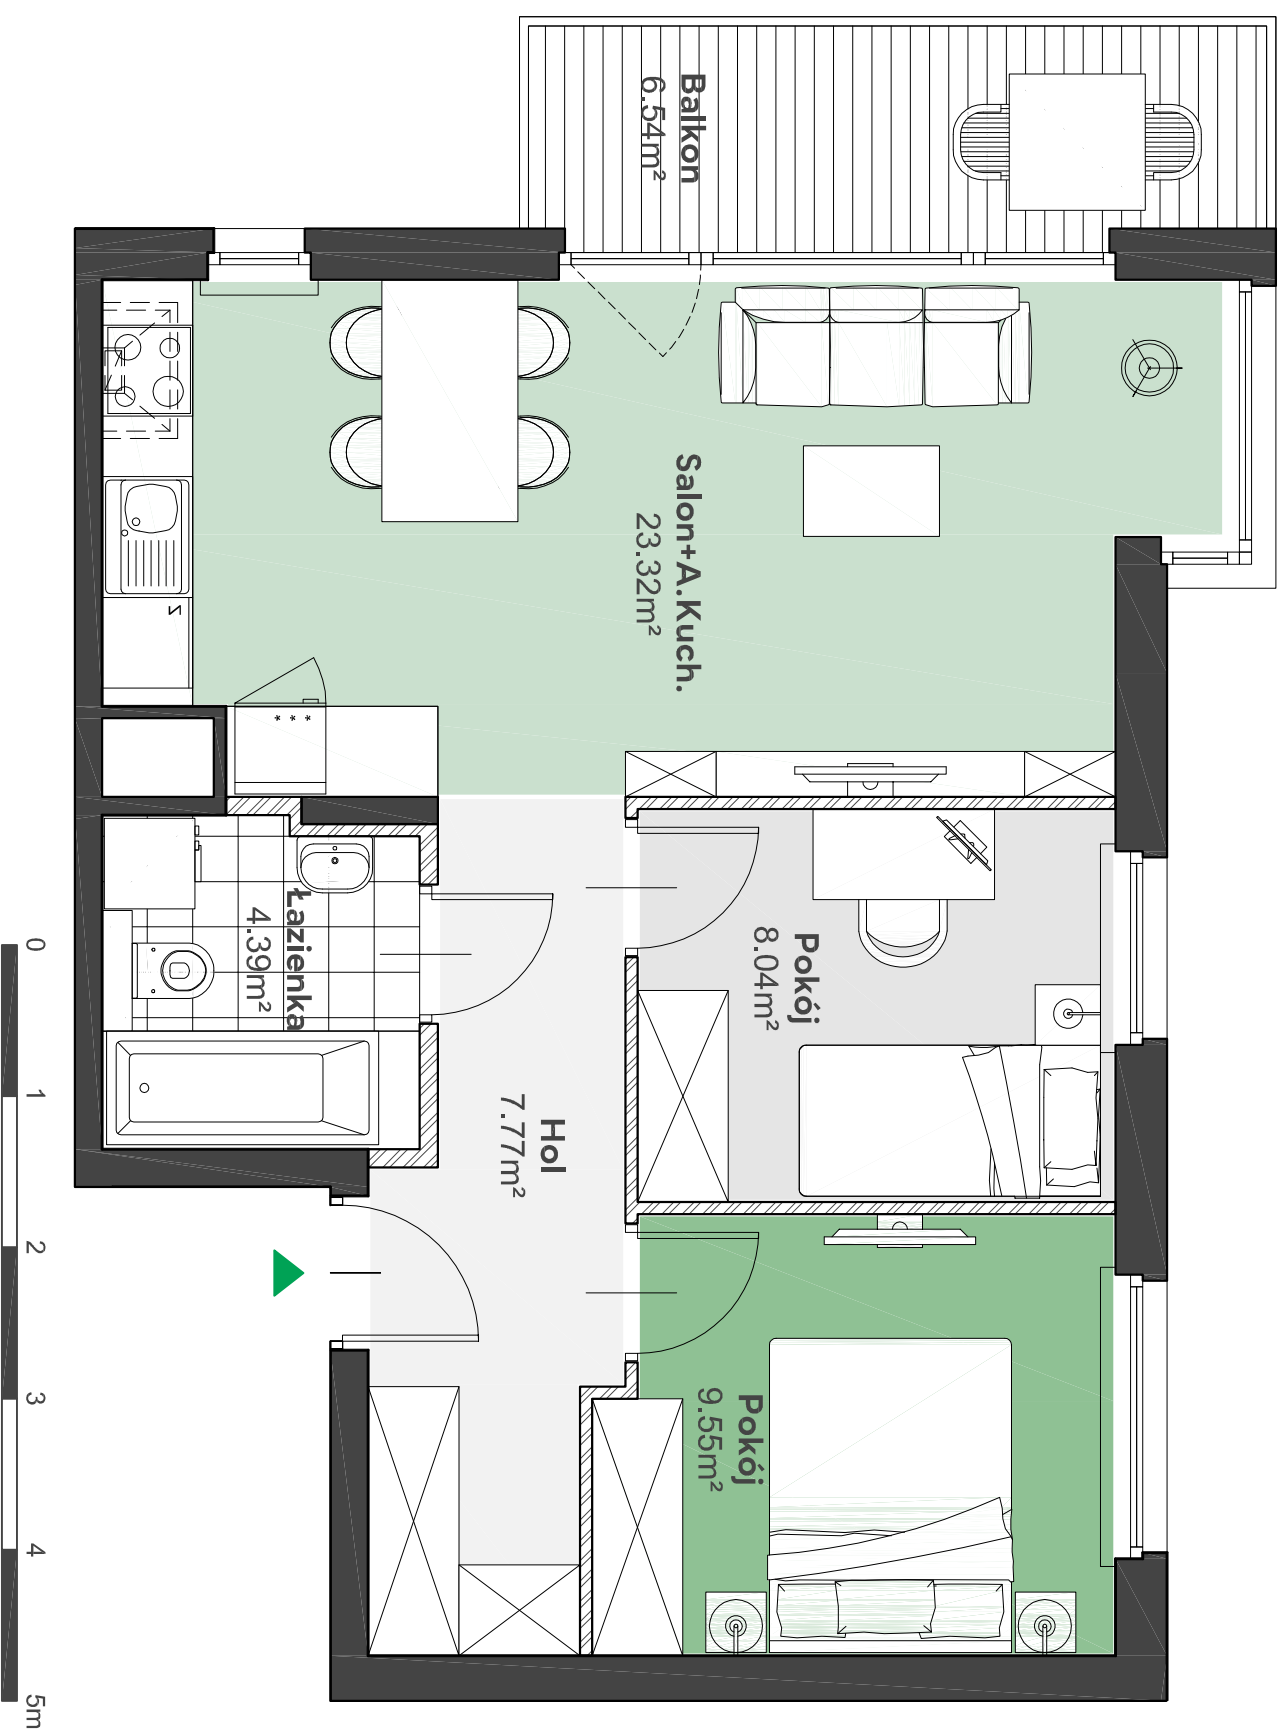 Balkon
6.54m²
Salon+A.Kuch.
23.32m²
z
***
Łazienka
4.39m²
Pokój
8.04m²
Hol
7.77m²
Pokój
9.55m²
0 1 2 3 4 5m